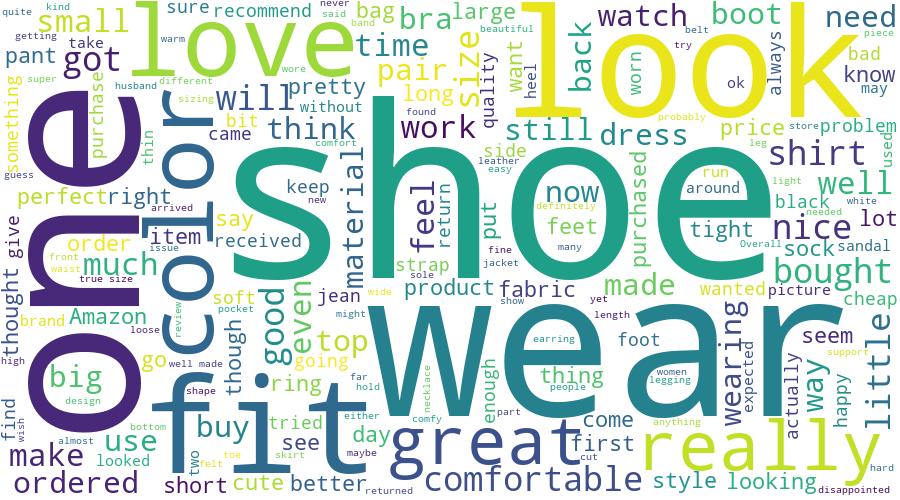 quite
kind
getting
pant
take
warm
small
got
love
sure
recommend
never
said
band
wore
time
bag
bra
large
beautiful
pair
long
size
want
heel
quality
look
back
watch
try
worn
boot
belt
ok
always
need
piece
bad
know
may
something
super
husband
purchase
thin
different
sizing
will
bit
came
pretty
without
think
found
comfort
work
still
side
leather
easy
dress
probably
price
store
leg
problem
used
shirt
guess
perfect
right
arrived
one
color
shoe
keep
new
material
feel
return
put
now
definitely
feet
many
purchased
run
around
tight
light
black
white
needed
well
nice
lot
thought
give
order
front
waist
true size
much
item
issue
say
received
strap
sole
fine
jacket
product
fabric
made
wanted
Overall
sock
sandal
bought
picture
cheap
high
brand
Amazon
loose
go
review
soft
pocket
well made
though
good
even
jean
might
going
top
wear
wide
show
yet
length
earring
foot
wearing
expected
seem
actually
way
happy
support
little
big
design
fit
shape
ring
far
hold
necklace
comfy
enough
part
thing
people
women
legging
find
wish
almost
bottom
looked
use
buy
two
felt
toe
tried
see
skirt
day
either
maybe
great
come
first
cut
anything
really
hard
make
ordered
short
cute
better
returned
comfortable
style
looking
disappointed